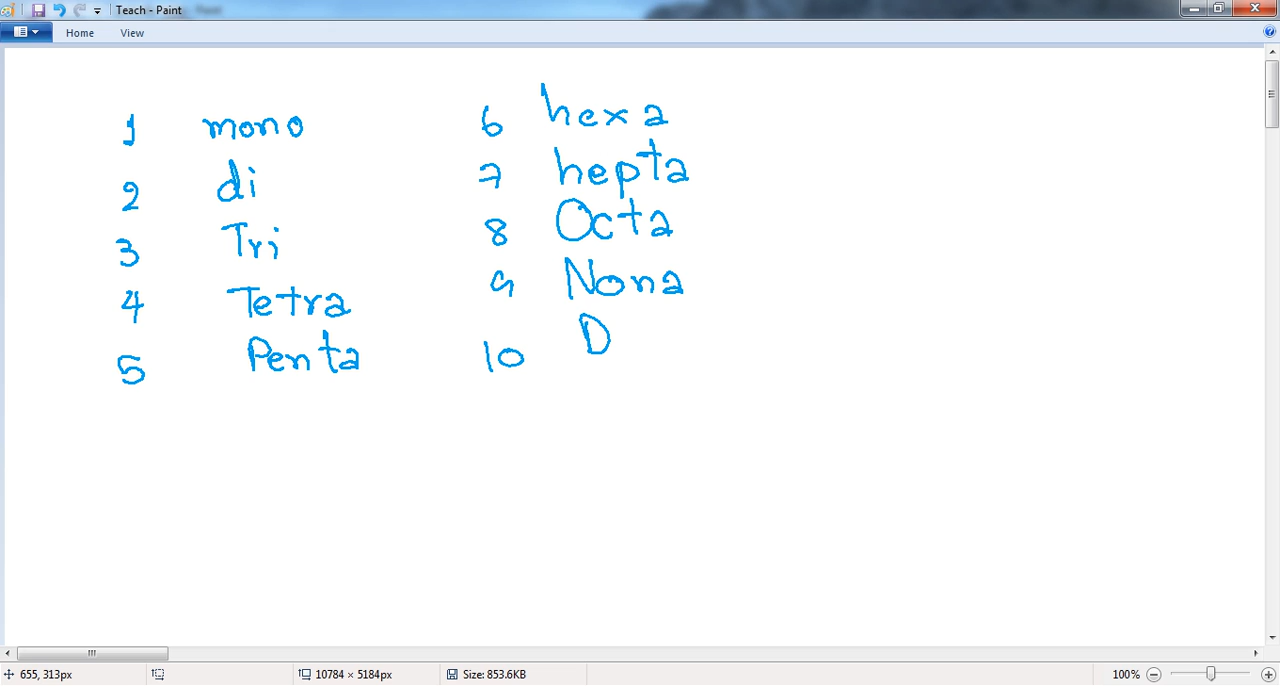 Teach - Paint
Home View
1 mono
2 di
3 Tri
4 Tetra
5 Penta
6 hexa
7 hepta
8 Octa
9 Nona
10 D
655, 313px 10784 × 5184px Size: 853.6KB 100%